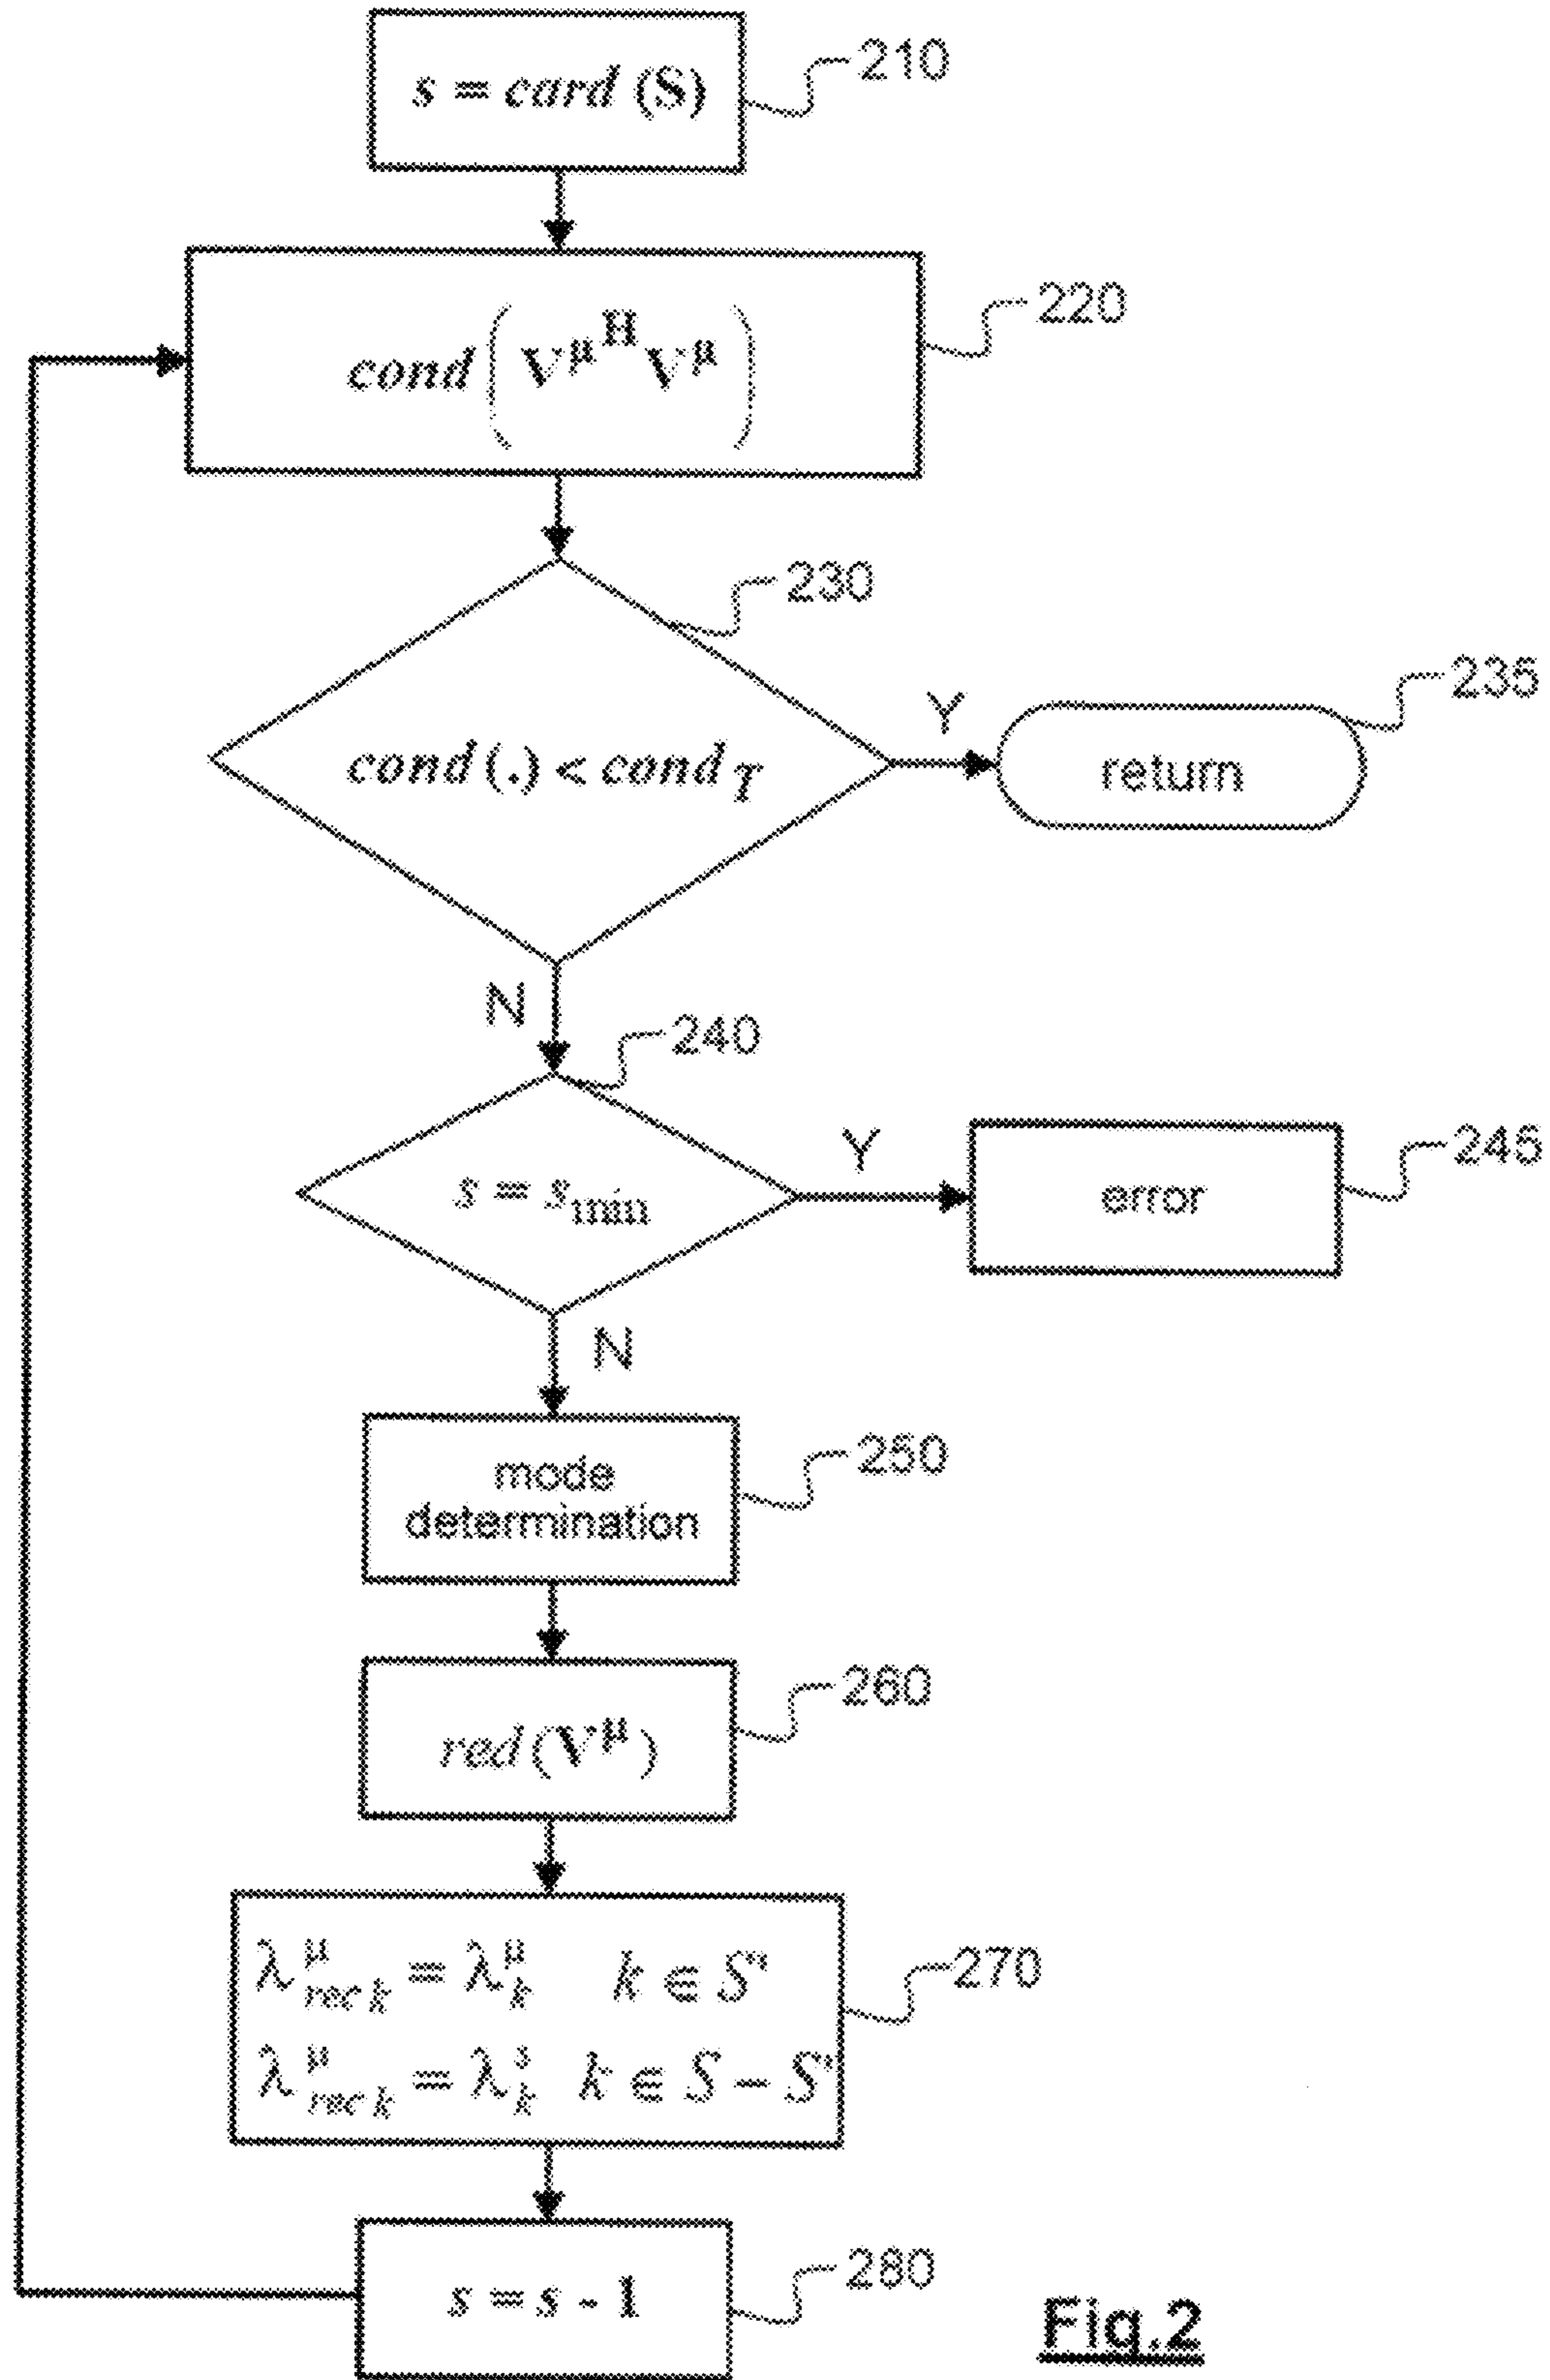 s = card (S)
210
cond (V^μ^H V^μ)
220
230
cond (.) < cond_T
Y
return
235
N
240
s = s_min
Y
error
245
N
mode
determination
250
red (V^μ)
260
λ^μ_rec k = λ^μ_k k ∈ S'
λ^μ_rec k = λ^s_k k ∈ S – S'
270
s = s - 1
280
Fig.2